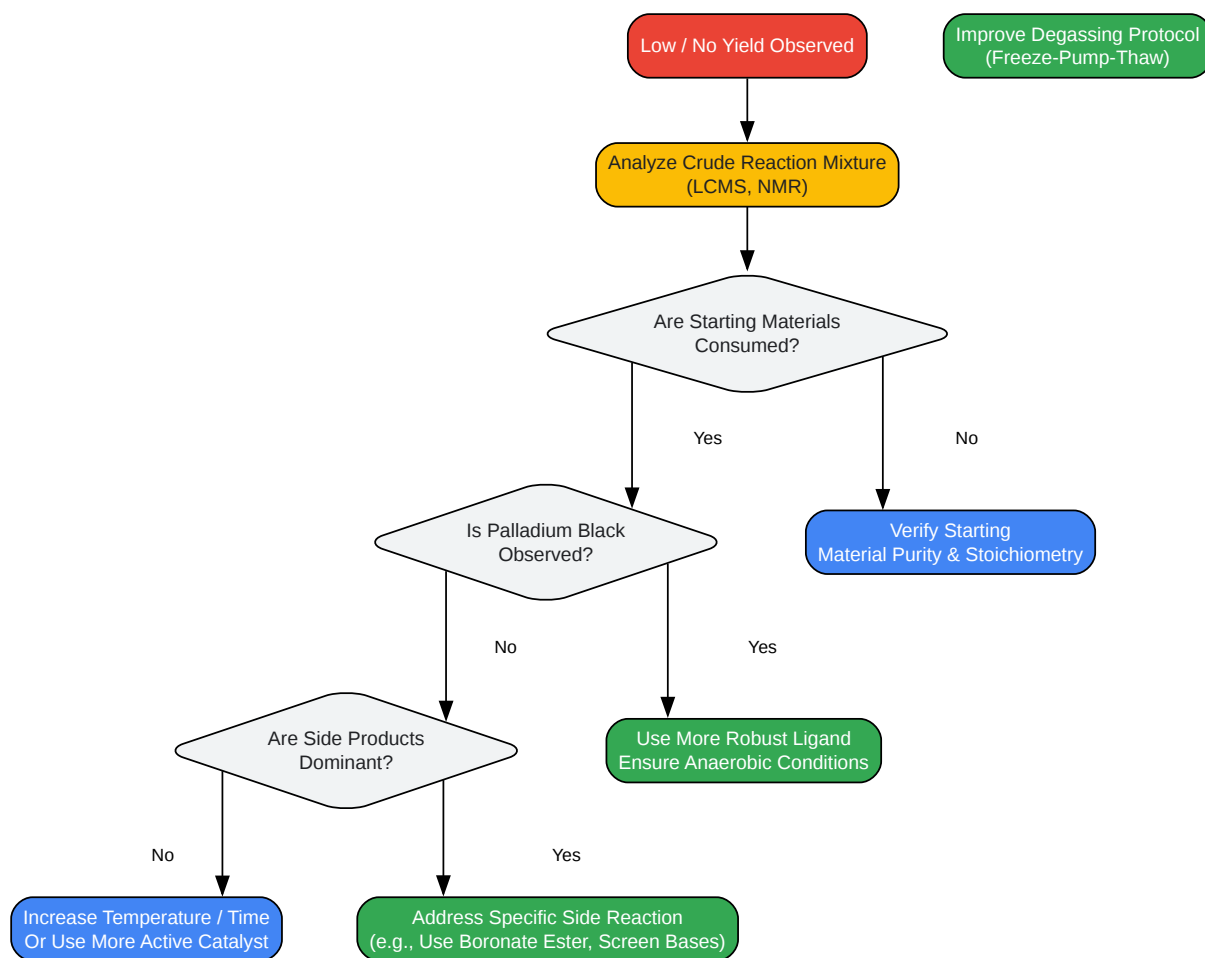 Low / No Yield Observed
Improve Degassing Protocol
(Freeze-Pump-Thaw)
Analyze Crude Reaction Mixture
(LCMS, NMR)
Are Starting Materials
Consumed?
Yes
No
Is Palladium Black
Observed?
Verify Starting
Material Purity & Stoichiometry
No
Yes
Are Side Products
Dominant?
Use More Robust Ligand
Ensure Anaerobic Conditions
No
Yes
Increase Temperature / Time
Or Use More Active Catalyst
Address Specific Side Reaction
(e.g., Use Boronate Ester, Screen Bases)